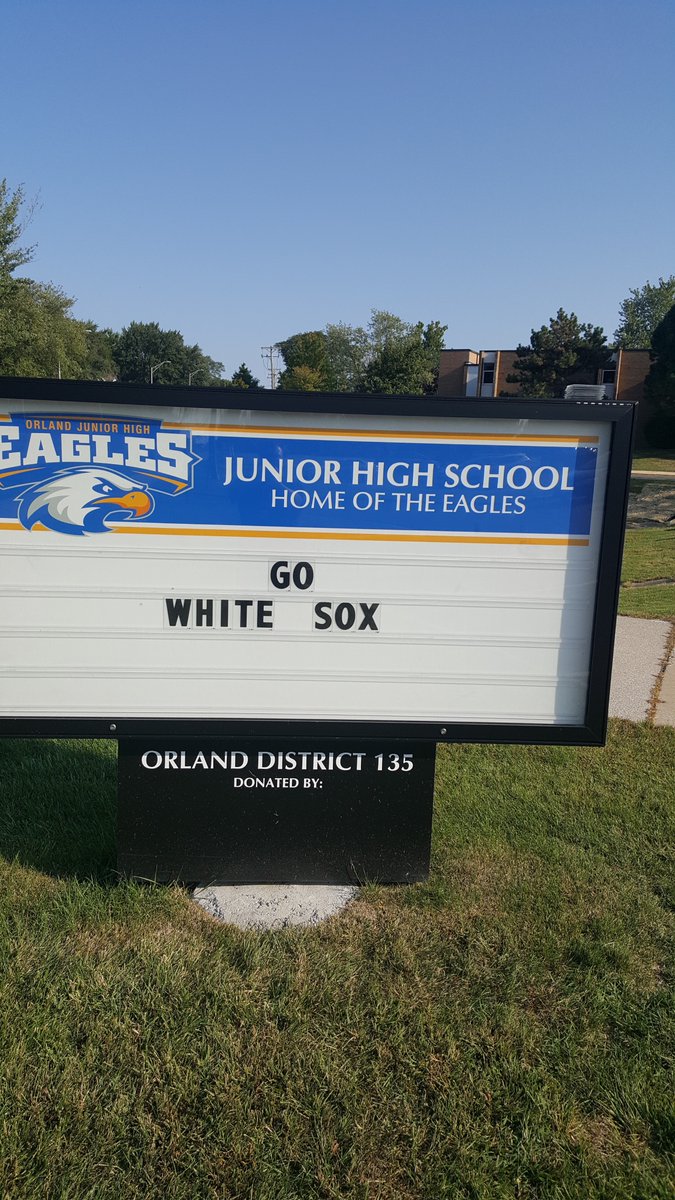 ORLAND JUNIOR HIGH
EAGLES
JUNIOR HIGH SCHOOL
HOME OF THE EAGLES
GO
WHITE SOX
ORLAND DISTRICT 135
DONATED BY: